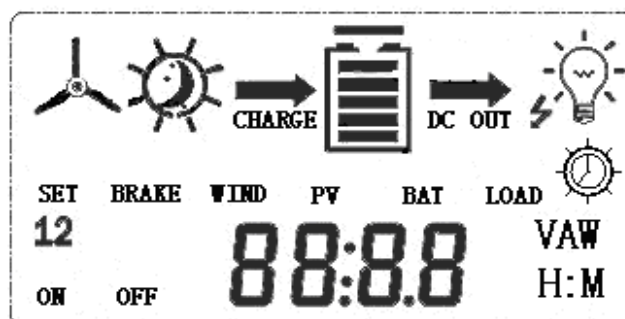 CHARGE DC OUT
SET BRAKE WIND PV BAT LOAD
12 88:8.8 VAW
ON OFF H:M